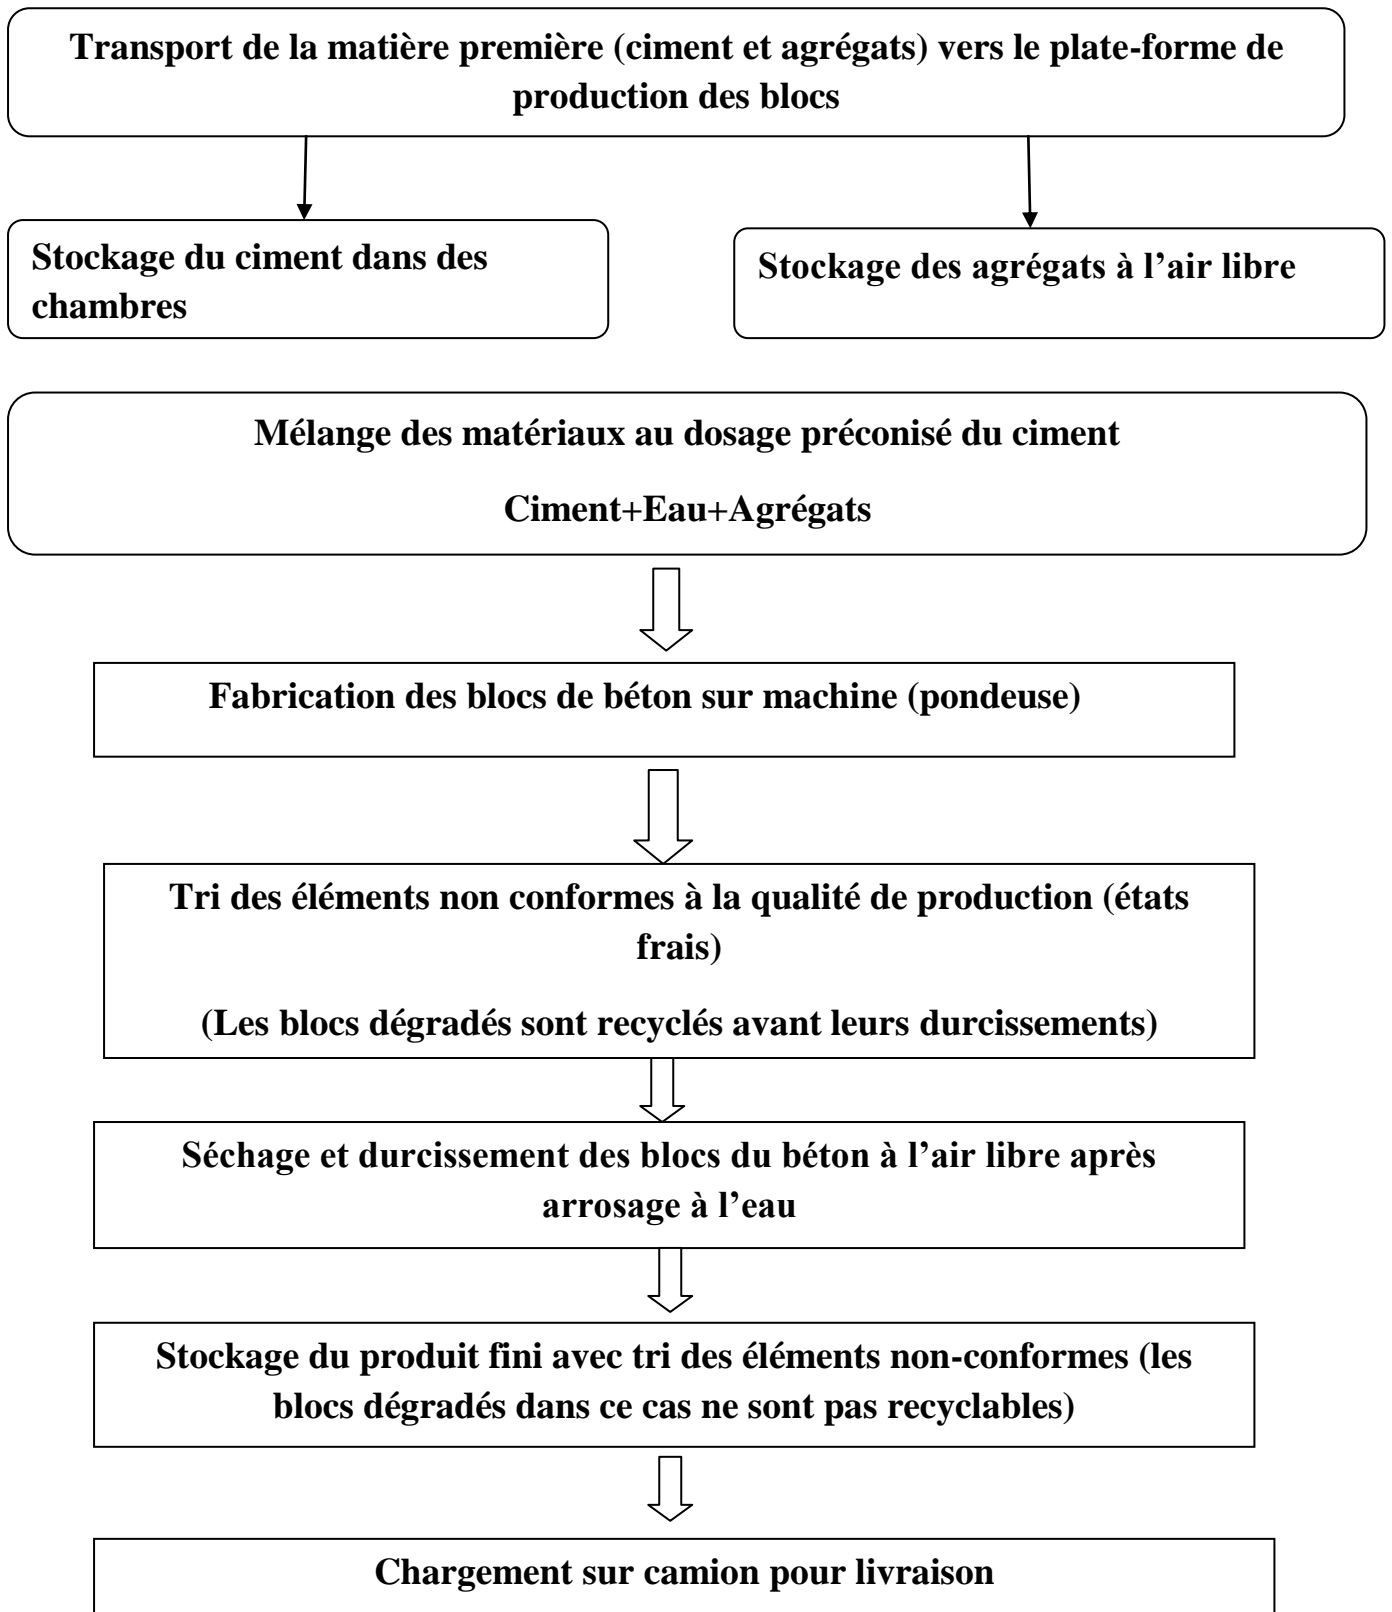 Transport de la matière première (ciment et agrégats) vers le plate-forme de
production des blocs
Stockage du ciment dans des
chambres
Stockage des agrégats à l’air libre
Mélange des matériaux au dosage préconisé du ciment
Ciment+Eau+Agrégats
Fabrication des blocs de béton sur machine (pondeuse)
Tri des éléments non conformes à la qualité de production (états
frais)
(Les blocs dégradés sont recyclés avant leurs durcissements)
Séchage et durcissement des blocs du béton à l’air libre après
arrosage à l’eau
Stockage du produit fini avec tri des éléments non-conformes (les
blocs dégradés dans ce cas ne sont pas recyclables)
Chargement sur camion pour livraison